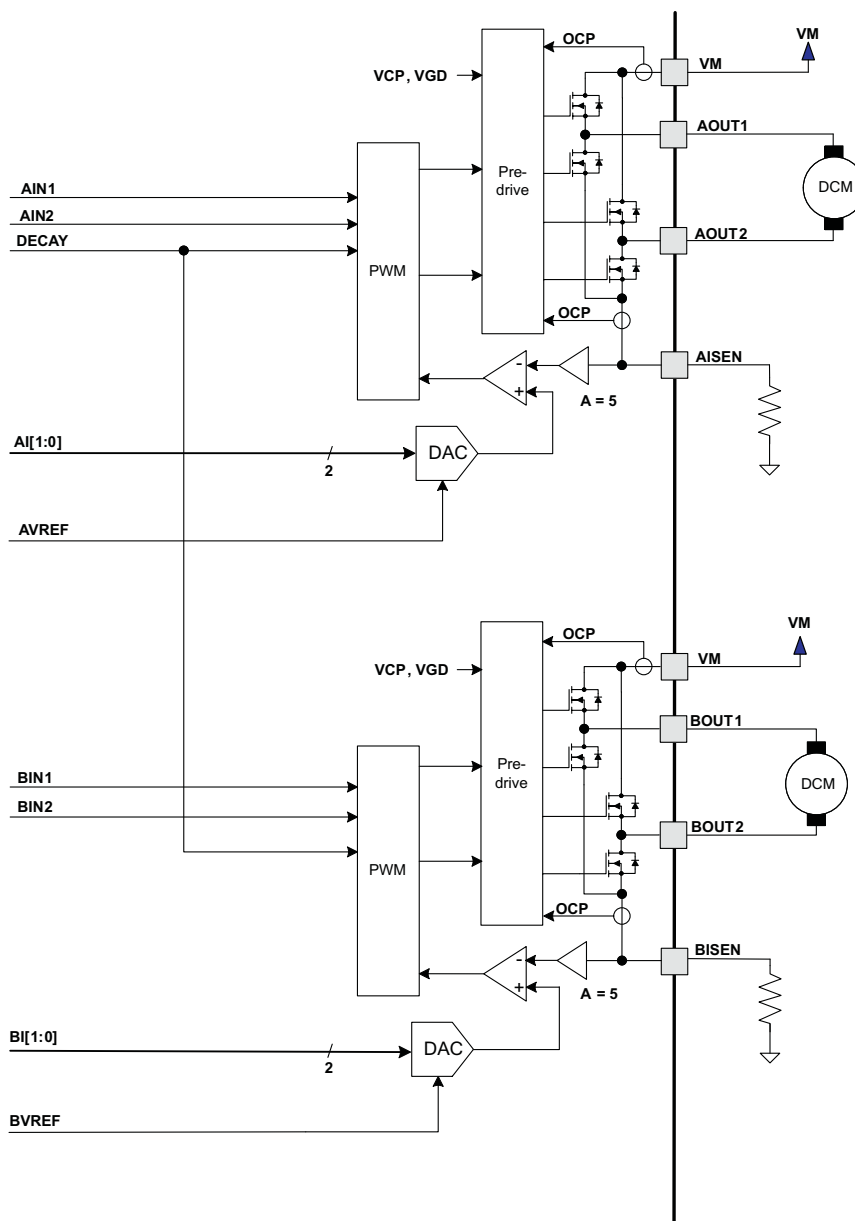 VM
OCP
VM
VCP, VGD
AOUT1
Pre-
drive
DCM
AIN1
AIN2
DECAY
PWM
AOUT2
OCP
-
+
A = 5
AISEN
AI[1:0]
2
DAC
AVREF
VM
OCP
VM
VCP, VGD
BOUT1
Pre-
drive
DCM
BIN1
BIN2
PWM
BOUT2
OCP
-
+
A = 5
BISEN
BI[1:0]
2
DAC
BVREF